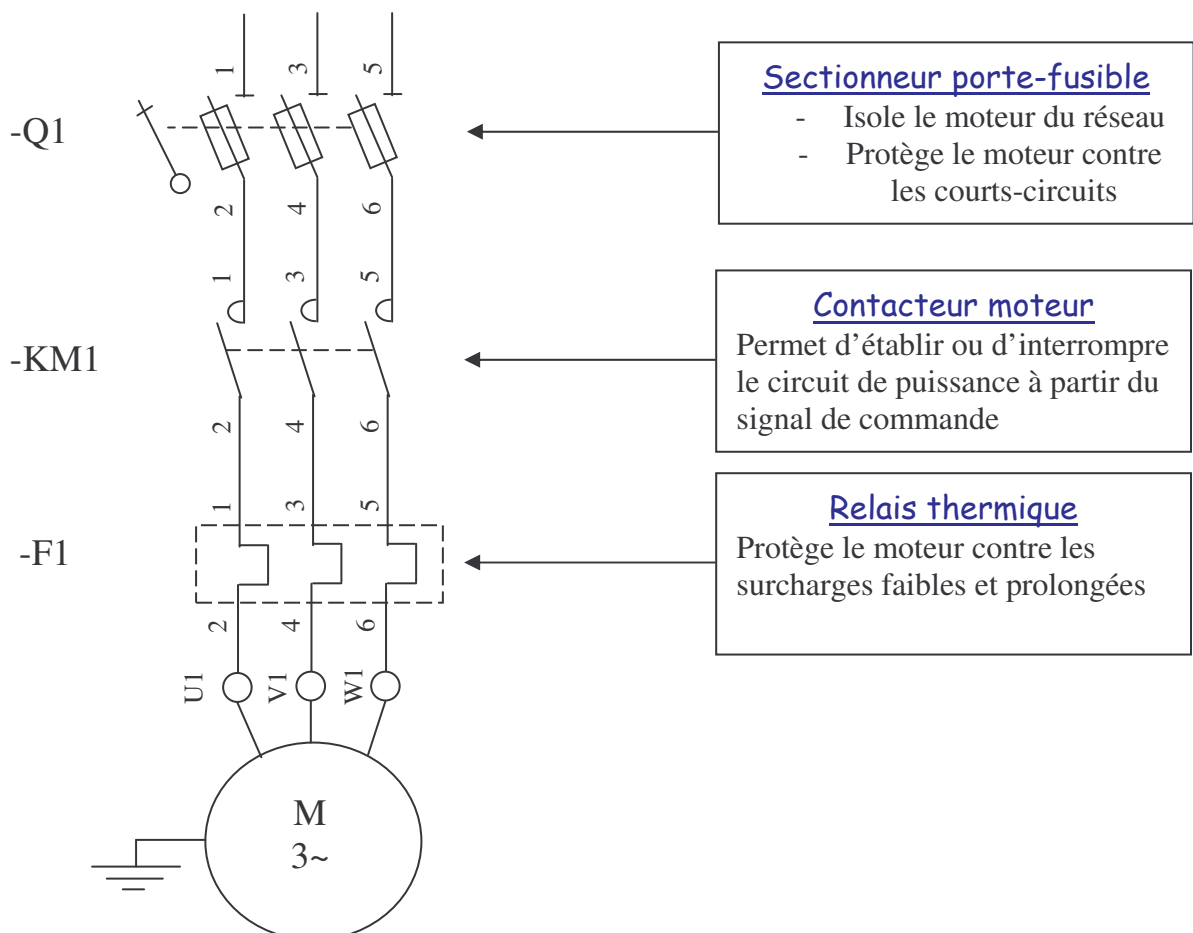 1 3 5
-Q1
2 4 6
1 3 5
-KM1
2 4 6
1 3 5
-F1
2 4 6
U1 V1 W1
M
3~
Sectionneur porte-fusible
- Isole le moteur du réseau
- Protège le moteur contre
les courts-circuits
Contacteur moteur
Permet d’établir ou d’interrompre
le circuit de puissance à partir du
signal de commande
Relais thermique
Protège le moteur contre les
surcharges faibles et prolongées